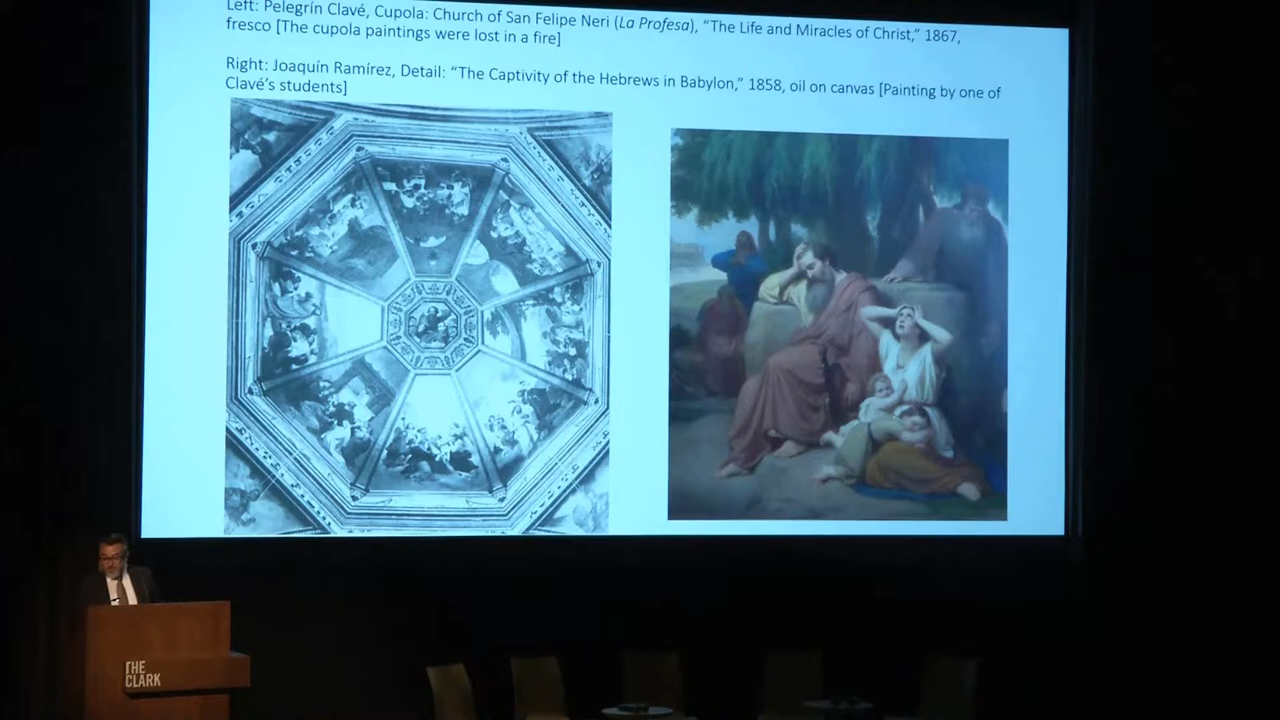 Left: Pelegrín Clavé, Cupola: Church of San Felipe Neri (La Profesa), “The Life and Miracles of Christ,” 1867,
fresco [The cupola paintings were lost in a fire]
Right: Joaquín Ramírez, Detail: “The Captivity of the Hebrews in Babylon,” 1858, oil on canvas [Painting by one of
Clavé’s students]
THE
CLARK